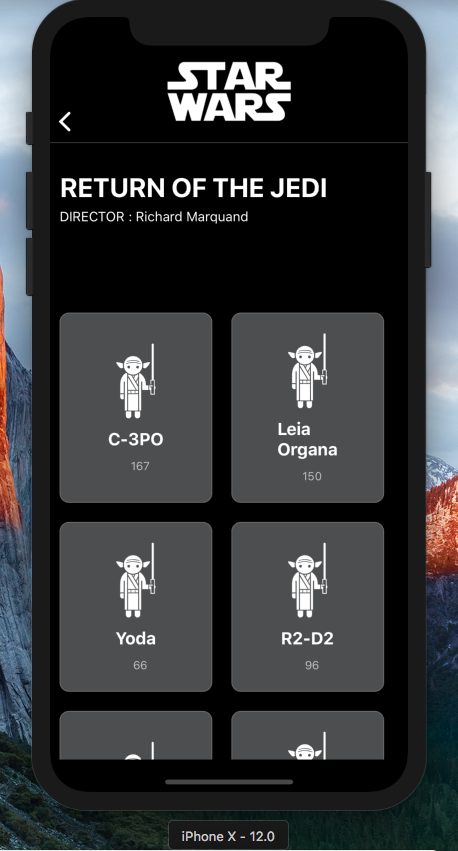 STAR
WARS
RETURN OF THE JEDI
DIRECTOR : Richard Marquand
C-3PO
167
Leia
Organa
150
Yoda
66
R2-D2
96
iPhone X - 12.0